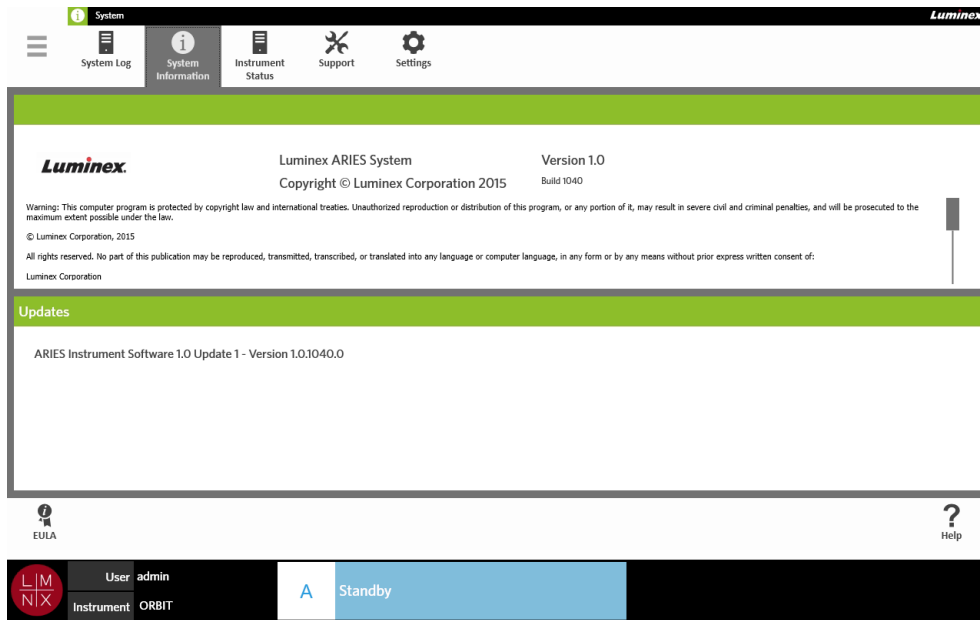 System
Luminex
System Log
System
Information
Instrument
Status
Support
Settings
Luminex
Luminex ARIES System
Version 1.0
Copyright © Luminex Corporation 2015
Build 1040
Warning: This computer program is protected by copyright law and international treaties. Unauthorized reproduction or distribution of this program, or any portion of it, may result in severe civil and criminal penalties, and will be prosecuted to the
maximum extent possible under the law.
© Luminex Corporation, 2015
All rights reserved. No part of this publication may be reproduced, transmitted, transcribed, or translated into any language or computer language, in any form or by any means without prior express written consent of:
Luminex Corporation
Updates
ARIES Instrument Software 1.0 Update 1 - Version 1.0.1040.0
EULA
?
Help
L M
N X
User admin
Instrument ORBIT
A
Standby